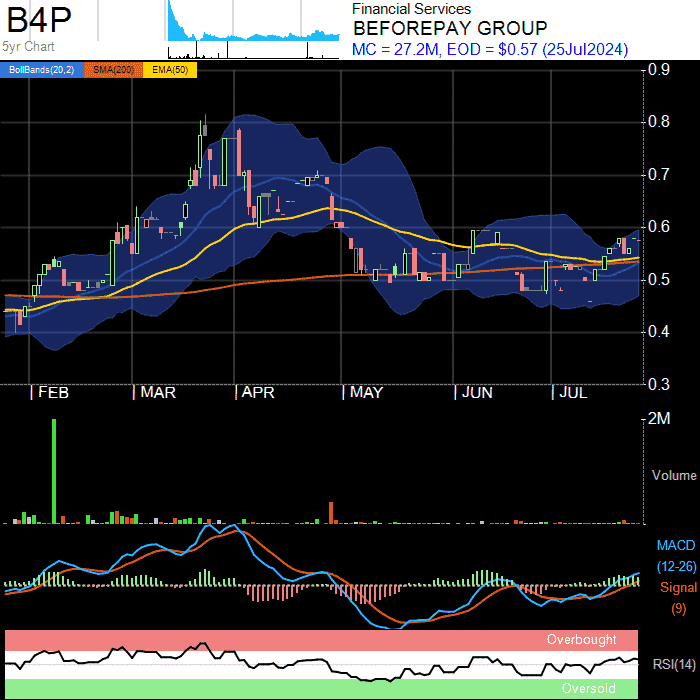 B4P
5yr Chart
Financial Services
BEFOREPAY GROUP
MC = 27.2M, EOD = $0.57 (25Jul2024)
BollBands(20,2) SMA(200) EMA(50)
0.9
0.8
0.7
0.6
0.5
0.4
0.3
FEB MAR APR MAY JUN JUL
2M
Volume
MACD
(12-26)
Signal
(9)
Overbought
RSI(14)
Oversold